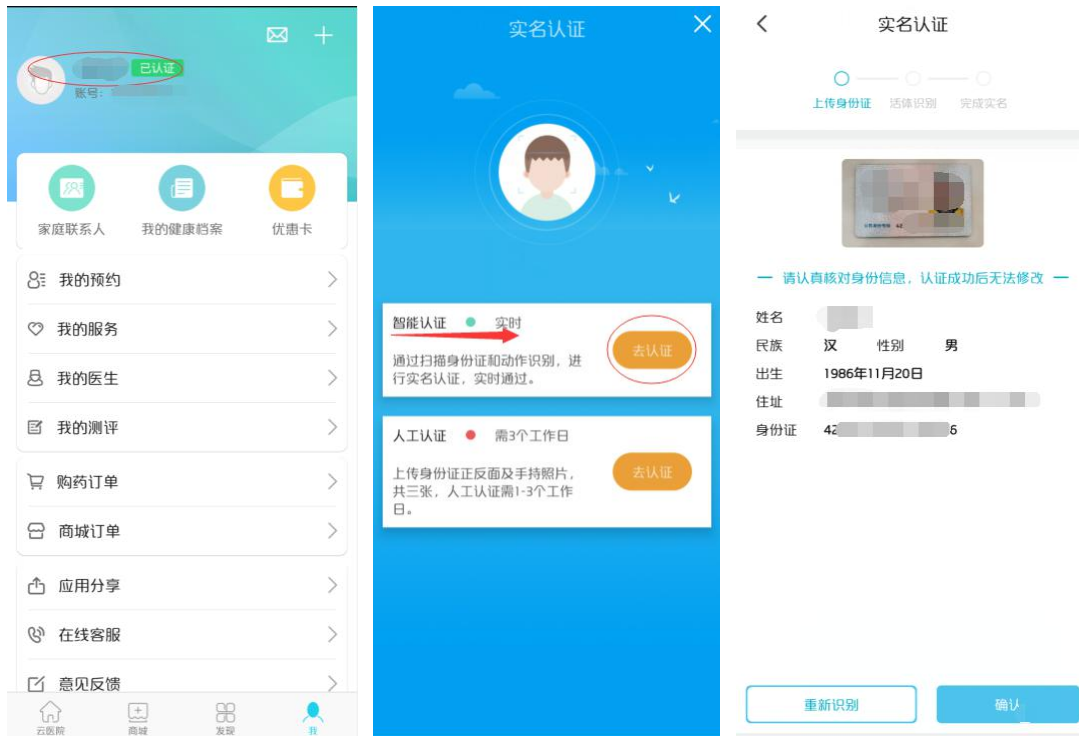 已认证
账号:
家庭联系人
我的健康档案
优惠卡
我的预约
我的服务
我的医生
我的测评
购药订单
商城订单
应用分享
在线客服
意见反馈
云医院
商城
发现
我
实名认证
智能认证
实时
通过扫描身份证和动作识别，进
行实名认证，实时通过。
去认证
人工认证
需3个工作日
上传身份证正反面及手持照片，
共三张，人工认证需1-3个工作
日。
去认证
实名认证
上传身份证
活体识别
完成实名
请认真核对身份信息，认证成功后无法修改
姓名
民族 汉 性别 男
出生 1986年11月20日
住址
身份证 42 6
重新识别
确认